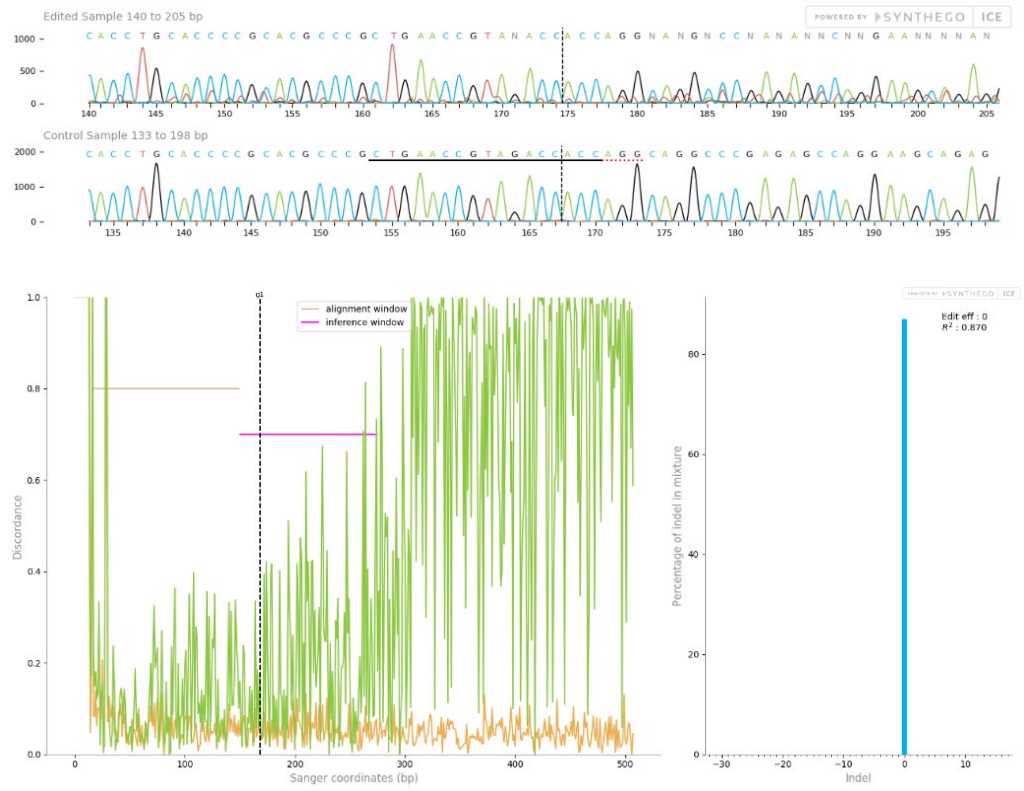 Edited Sample 140 to 205 bp
POWERED BY SYNTHEGO ICE
C A C C T G C A C C C C G C A C G C C C G C T G A A C C G T A N A C C A C C A G G N A N G N C C N A N A N N C N N G A A N N N N A N
1000
500
0
140 145 150 155 160 165 170 175 180 185 190 195 200 205
Control Sample 133 to 198 bp
C A C C T G C A C C C C G C A C G C C C G C T G A A C C G T A G A C C A C C A G G C A G G C C C G A G A G C C A G G A A G C A G A G
2000
1000
0
135 140 145 150 155 160 165 170 175 180 185 190 195
POWERED BY SYNTHEGO ICE
g1
alignment window
inference window
Edit eff : 0
R² : 0.870
1.0
0.8
0.6
0.4
0.2
0.0
Discordance
0 100 200 300 400 500
Sanger coordinates (bp)
80
60
40
20
0
Percentage of indel in mixture
−30 −20 −10 0 10
Indel